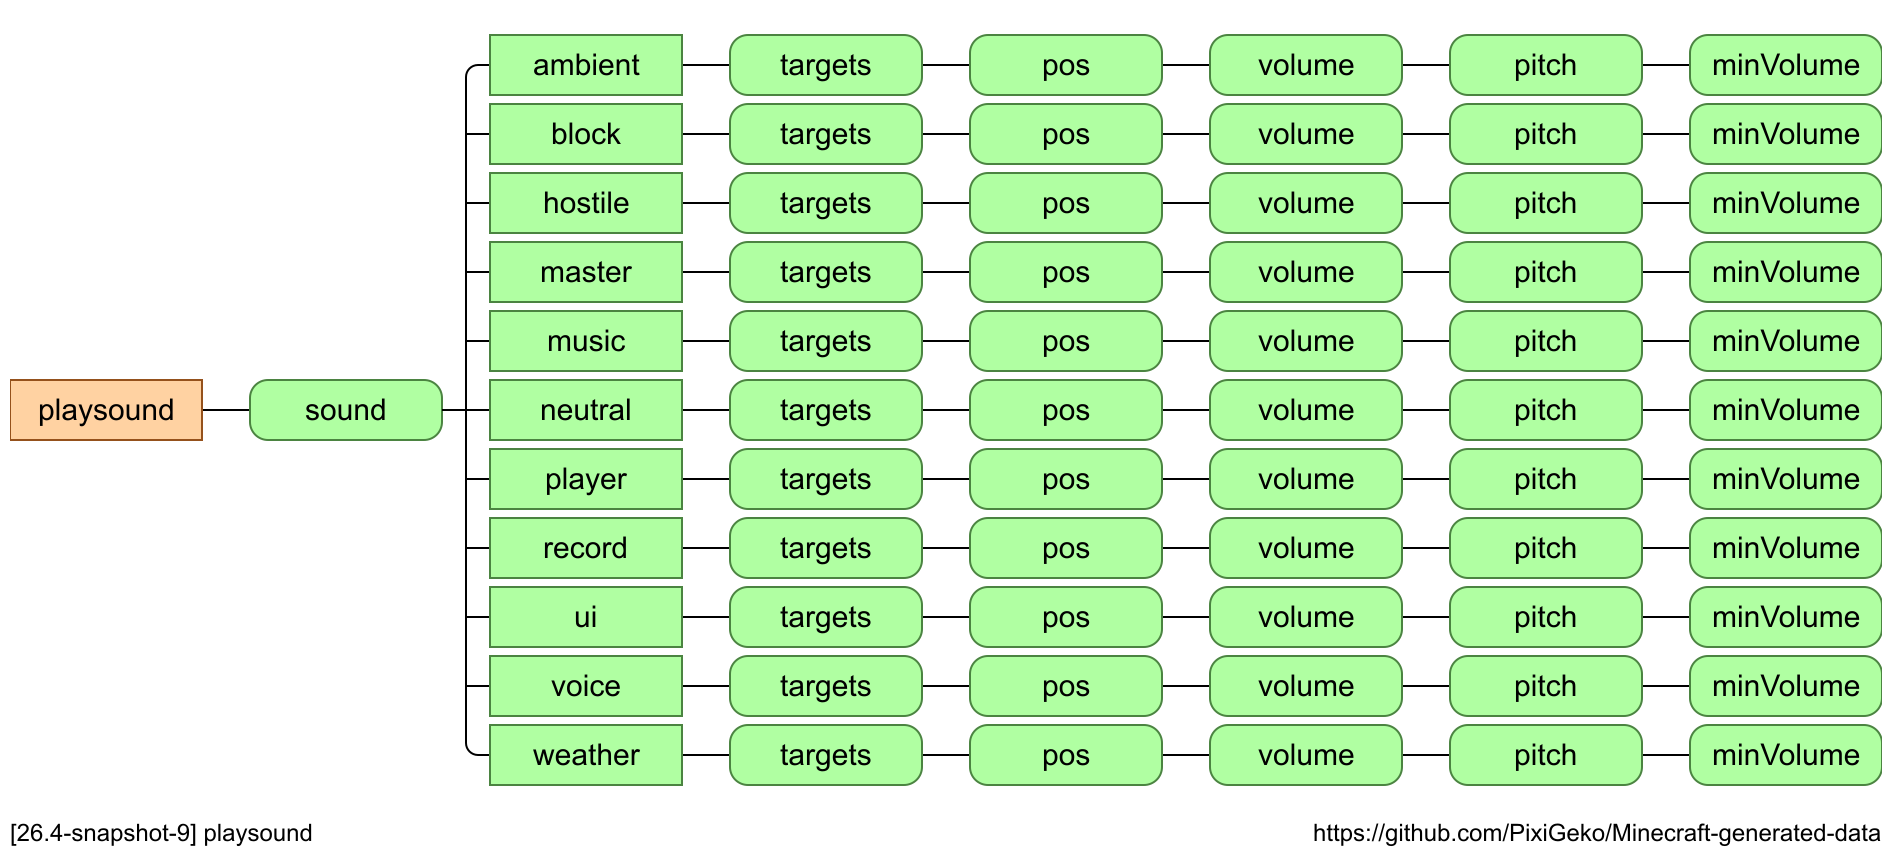 ambient targets pos volume pitch minVolume
block targets pos volume pitch minVolume
hostile targets pos volume pitch minVolume
master targets pos volume pitch minVolume
music targets pos volume pitch minVolume
playsound sound neutral targets pos volume pitch minVolume
player targets pos volume pitch minVolume
record targets pos volume pitch minVolume
ui targets pos volume pitch minVolume
voice targets pos volume pitch minVolume
weather targets pos volume pitch minVolume
[26.4-snapshot-9] playsound https://github.com/PixiGeko/Minecraft-generated-data